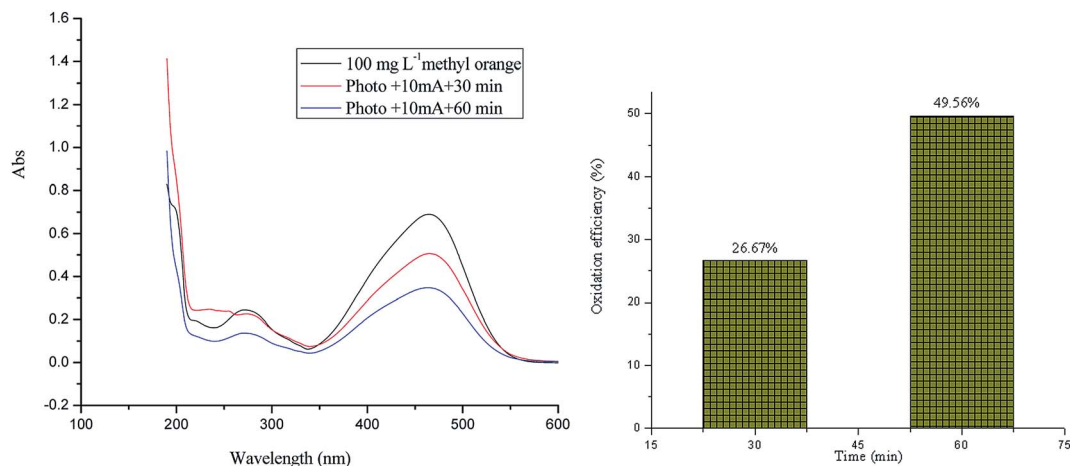 1.6
1.4
1.2
1.0
0.8
0.6
0.4
0.2
0.0
-0.2
Abs
100 mg L⁻¹methyl orange
Photo +10mA+30 min
Photo +10mA+60 min
100 200 300 400 500 600
Wavelength (nm)
50
40
30
20
10
0
Oxidation efficiency (%)
26.67%
49.56%
15 30 45 60 75
Time (min)